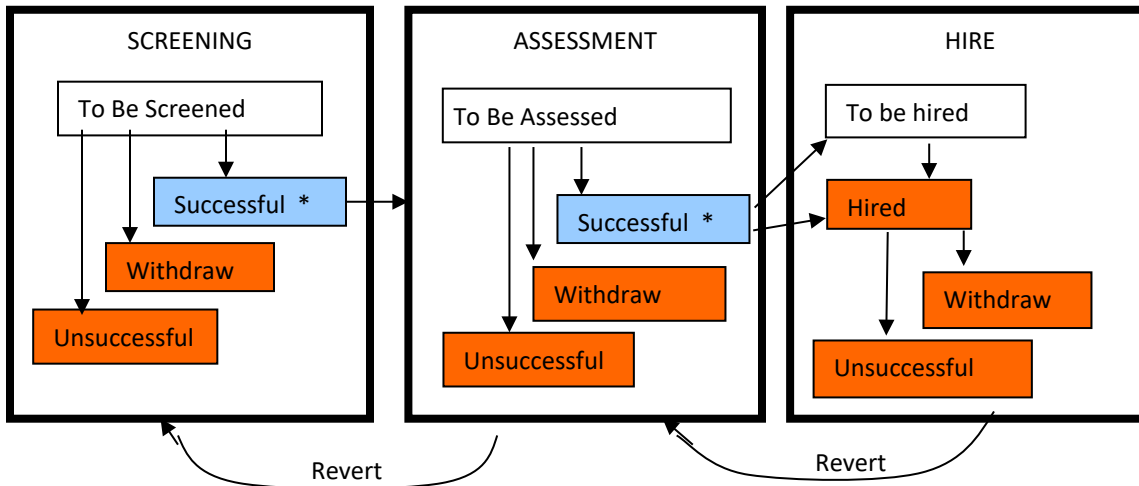 SCREENING
To Be Screened
Successful *
Withdraw
Unsuccessful
ASSESSMENT
To Be Assessed
Successful *
Withdraw
Unsuccessful
HIRE
To be hired
Hired
Withdraw
Unsuccessful
Revert
Revert